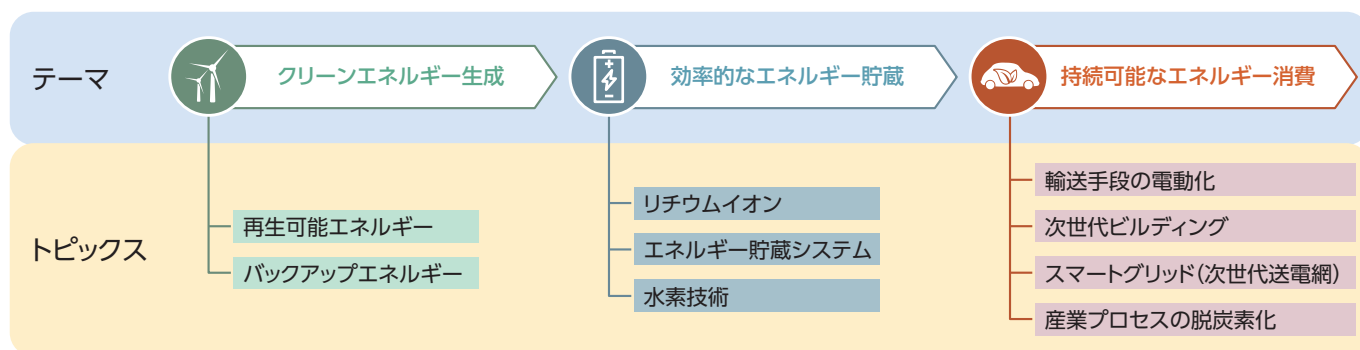 テーマ
クリーンエネルギー生成
効率的なエネルギー貯蔵
持続可能なエネルギー消費
トピックス
再生可能エネルギー
バックアップエネルギー
リチウムイオン
エネルギー貯蔵システム
水素技術
輸送手段の電動化
次世代ビルディング
スマートグリッド(次世代送電網)
産業プロセスの脱炭素化